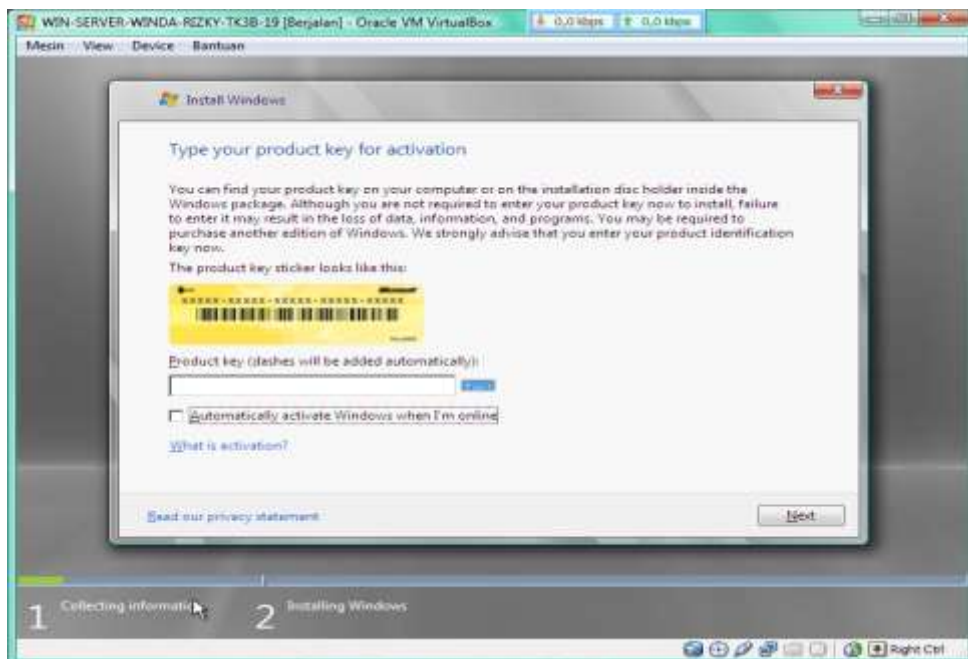 WIN-SERVER-WINDA-RIZKY-TK3B-19 [Berjalan] - Oracle VM VirtualBox
0,0 kbps 0,0 kbps
Mesin View Device Bantuan
Install Windows
Type your product key for activation
You can find your product key on your computer or on the installation disc holder inside the
Windows package. Although you are not required to enter your product key now to install, failure
to enter it may result in the loss of data, information, and programs. You may be required to
purchase another edition of Windows. We strongly advise that you enter your product identification
key now.
The product key sticker looks like this:
XXXXX-XXXXX-XXXXX-XXXXX-XXXXX
Product key (dashes will be added automatically):
Automatically activate Windows when I'm online
What is activation?
Read our privacy statement
Next
1 Collecting information
2 Installing Windows
Right Ctrl